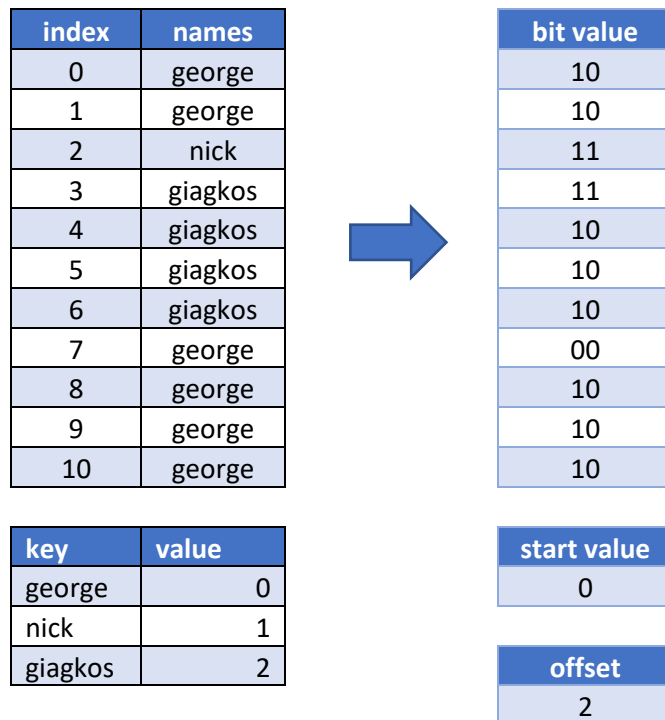 index names bit value
0 george 10
1 george 10
2 nick 11
3 giagkos 11
4 giagkos 10
5 giagkos 10
6 giagkos 10
7 george 00
8 george 10
9 george 10
10 george 10
key value start value
george 0 0
nick 1
giagkos 2 offset
2